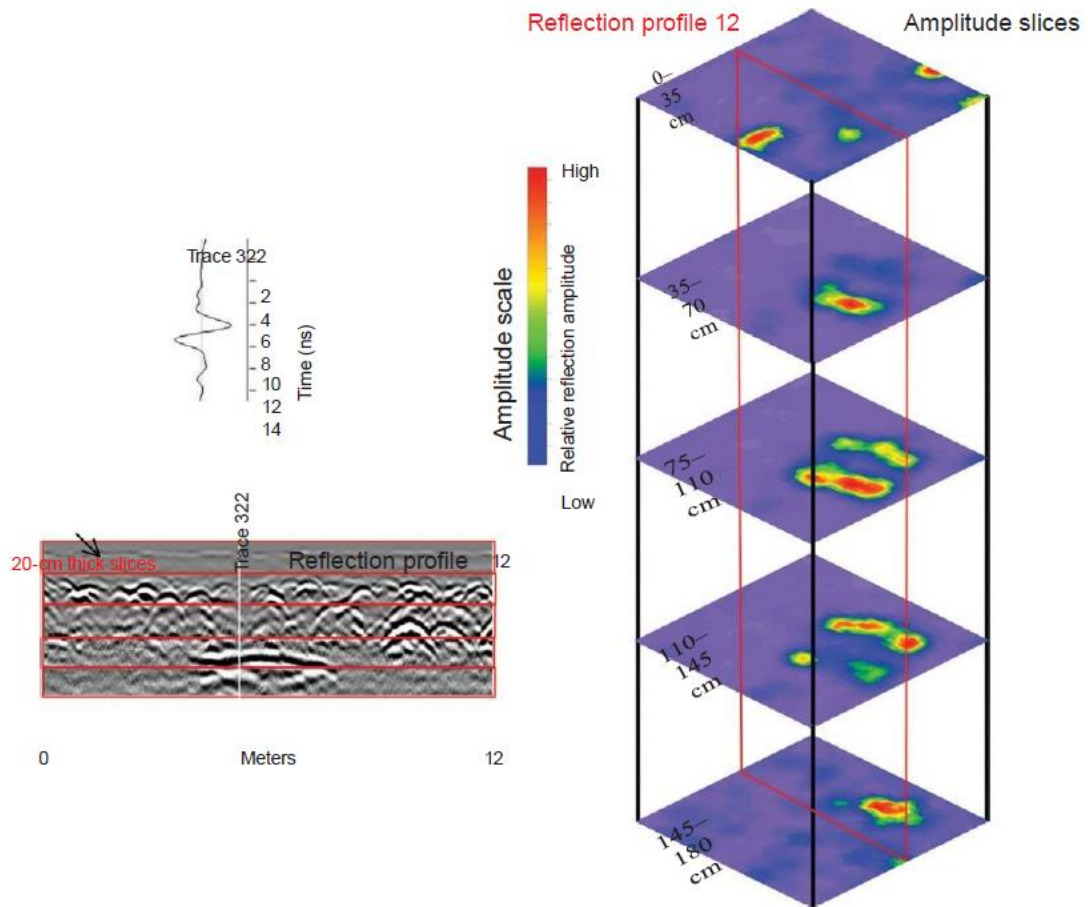 Reflection profile 12
Amplitude slices
0–
35
cm
High
Amplitude scale
Relative reflection amplitude
Low
Trace 322
2
4
6
8
10
12
14
Time (ns)
35–
70
cm
75–
110
cm
Trace 322
20-cm thick slices
Reflection profile
12
110–
145
cm
0
Meters
12
145–
180
cm